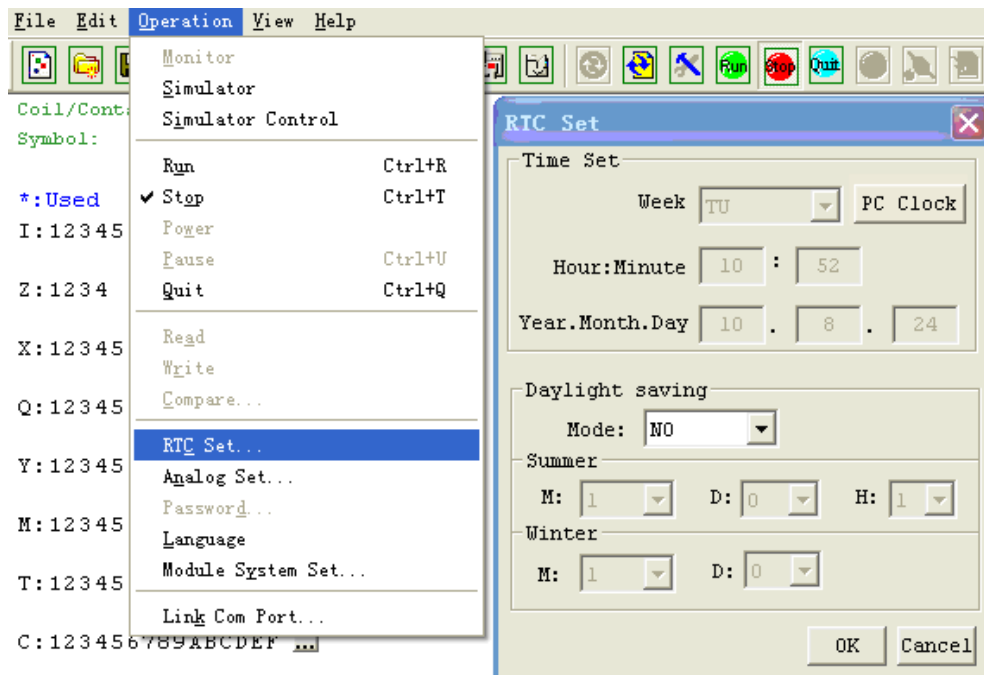 File Edit Operation View Help
Monitor
Simulator
Simulator Control
Run Ctrl+R
Stop Ctrl+T
Power
Pause Ctrl+U
Quit Ctrl+Q
Read
Write
Compare...
RTC Set...
Analog Set...
Password...
Language
Module System Set...
Link Com Port...
Run Stop Quit
Coil/Cont
Symbol:
*:Used
I:12345
Z:1234
X:12345
Q:12345
Y:12345
M:12345
T:12345
C:123456789ABCDEF ...
RTC Set
Time Set
Week TU PC Clock
Hour:Minute 10 : 52
Year.Month.Day 10 . 8 . 24
Daylight saving
Mode: NO
Summer
M: 1 D: 0 H: 1
Winter
M: 1 D: 0
OK Cancel